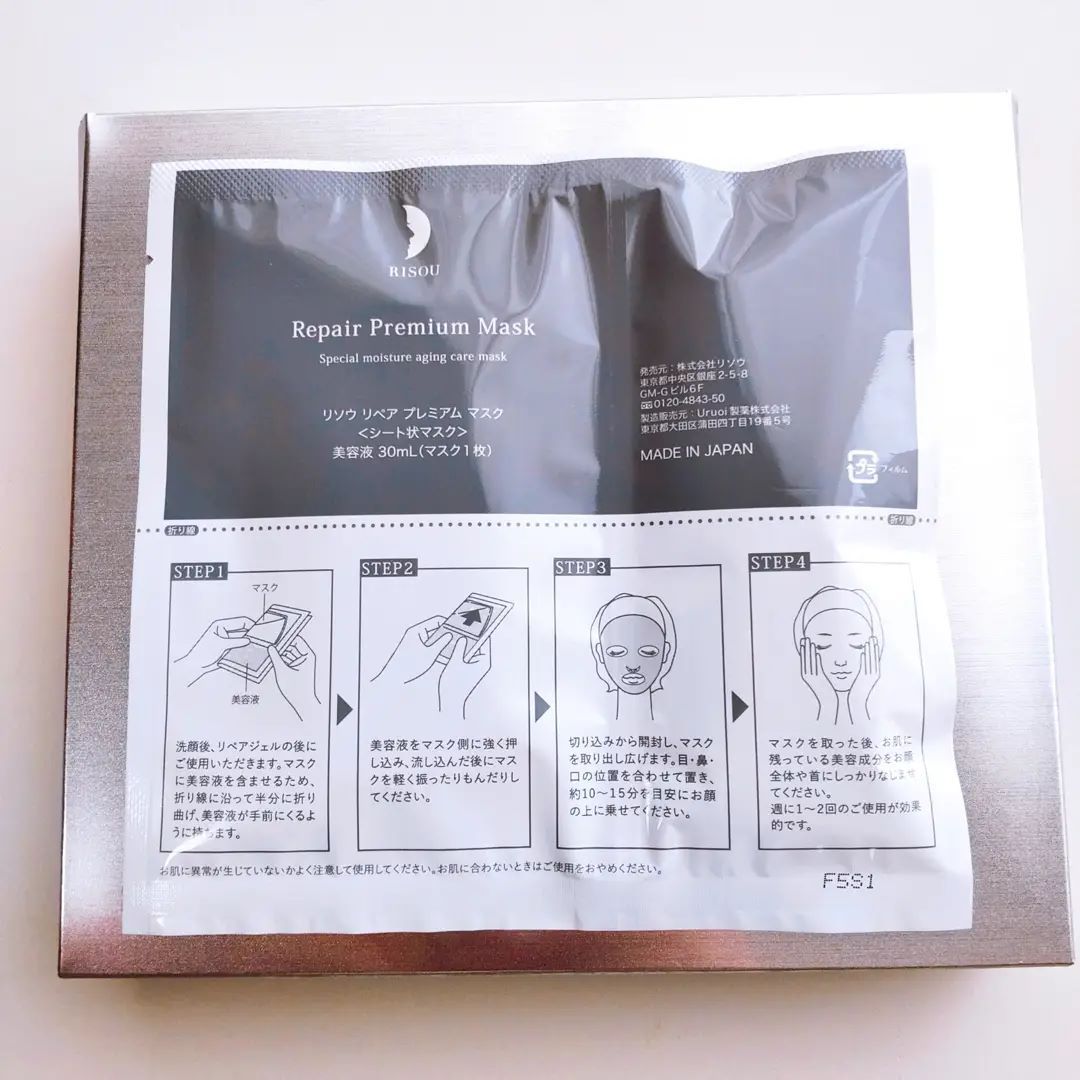 RISOU
Repair Premium Mask
Special moisture aging care mask
リソウ リペア プレミアム マスク
＜シート状マスク＞
美容液 30mL(マスク1枚)
発売元：株式会社リソウ
東京都中央区銀座2-5-8
GM-Gビル6F
0120-4843-50
製造販売元：Uruoi製薬株式会社
東京都大田区蒲田四丁目19番5号
MADE IN JAPAN
プラ フィルム
折り線
折り線
STEP1
マスク
美容液
洗顔後、リペアジェルの後に
ご使用いただきます。マスク
に美容液を含ませるため、
折り線に沿って半分に折り
曲げ、美容液が手前にくるよ
うに持ちます。
STEP2
美容液をマスク側に強く押
し込み、流し込んだ後にマス
クを軽く振ったりもんだりし
てください。
STEP3
切り込みから開封し、マスク
を取り出し広げます。目・鼻・
口の位置を合わせて置き、
約10〜15分を目安にお顔
の上に乗せてください。
STEP4
マスクを取った後、お肌に
残っている美容成分をお顔
全体や首にしっかりなじませ
てください。
週に1〜2回のご使用が効果
的です。
お肌に異常が生じていないかよく注意して使用してください。お肌に合わないときはご使用をおやめください。
F5S1